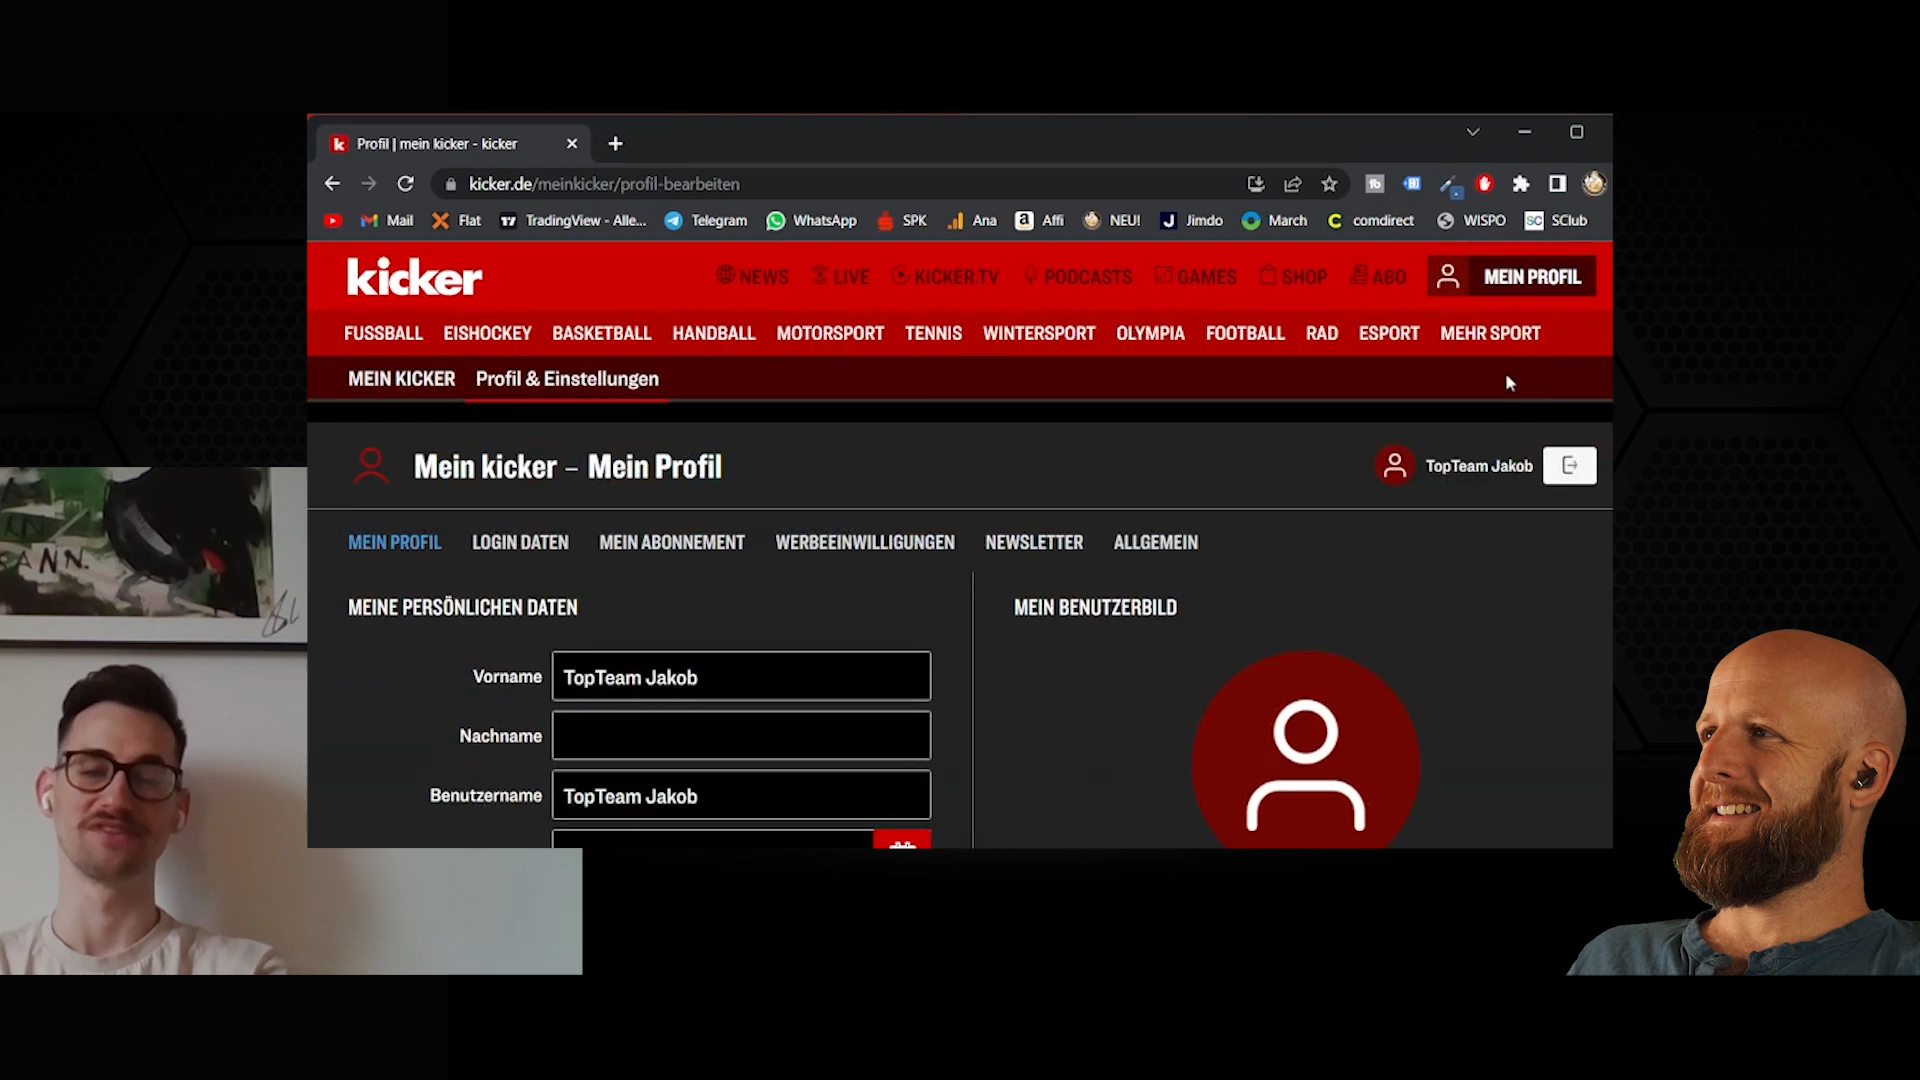 Profil | mein kicker - kicker
kicker.de/meinkicker/profil-bearbeiten
Mail Flat TradingView - Alle... Telegram WhatsApp SPK Ana Affi NEU! Jimdo March comdirect WISPO SClub
kicker NEWS LIVE KICKER.TV PODCASTS GAMES SHOP ABO MEIN PROFIL
FUSSBALL EISHOCKEY BASKETBALL HANDBALL MOTORSPORT TENNIS WINTERSPORT OLYMPIA FOOTBALL RAD ESPORT MEHR SPORT
MEIN KICKER Profil & Einstellungen
Mein kicker – Mein Profil TopTeam Jakob
MEIN PROFIL LOGIN DATEN MEIN ABONNEMENT WERBEEINWILLIGUNGEN NEWSLETTER ALLGEMEIN
MEINE PERSÖNLICHEN DATEN MEIN BENUTZERBILD
Vorname TopTeam Jakob
Nachname
Benutzername TopTeam Jakob